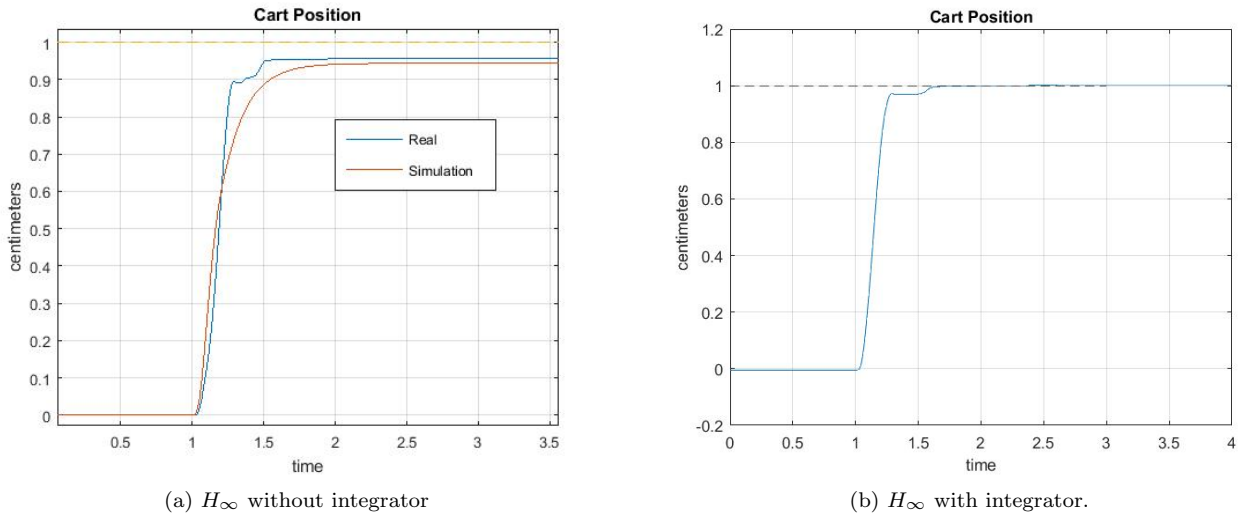 Cart Position
1
0.9
0.8
0.7
0.6
0.5
0.4
0.3
0.2
0.1
0
centimeters
Real
Simulation
0.5 1 1.5 2 2.5 3 3.5
time
(a) H∞ without integrator
Cart Position
1.2
1
0.8
0.6
0.4
0.2
0
-0.2
centimeters
0 0.5 1 1.5 2 2.5 3 3.5 4
time
(b) H∞ with integrator.